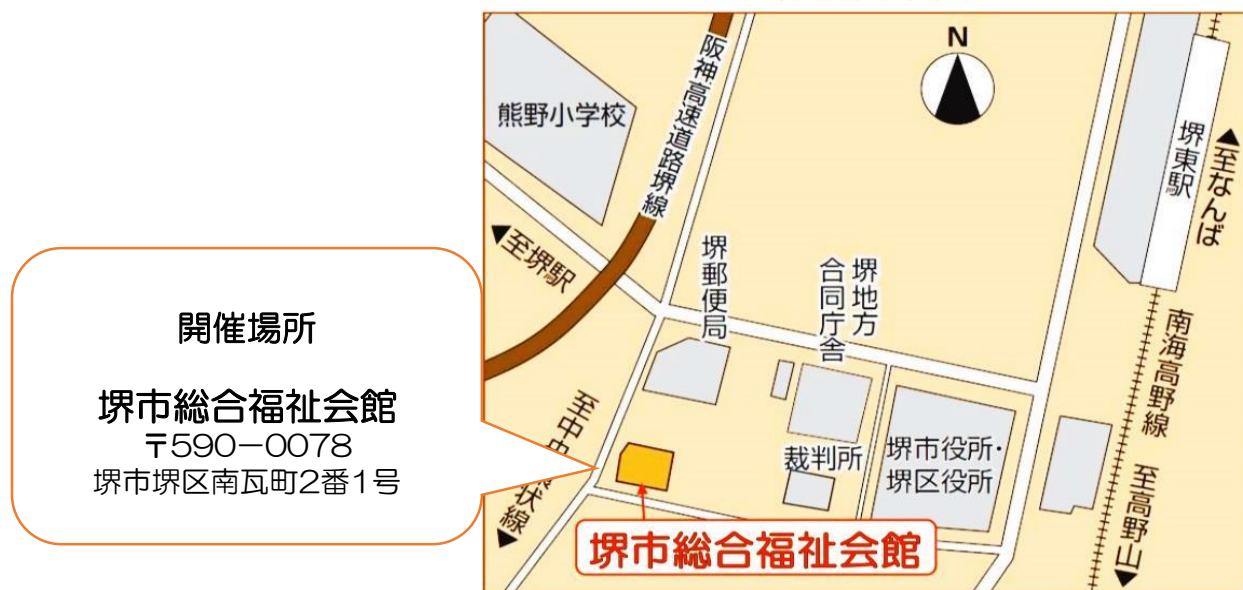 開催場所
堺市総合福祉会館
〒590-0078
堺市堺区南瓦町2番1号
熊野小学校
阪神高速道路堺線
N
堺東駅
▲至なんば
◀至堺駅
堺郵便局
堺地方
合同庁舎
南海高野線
至高野山▼
至中央
状線▼
裁判所
堺市役所・
堺区役所
堺市総合福祉会館